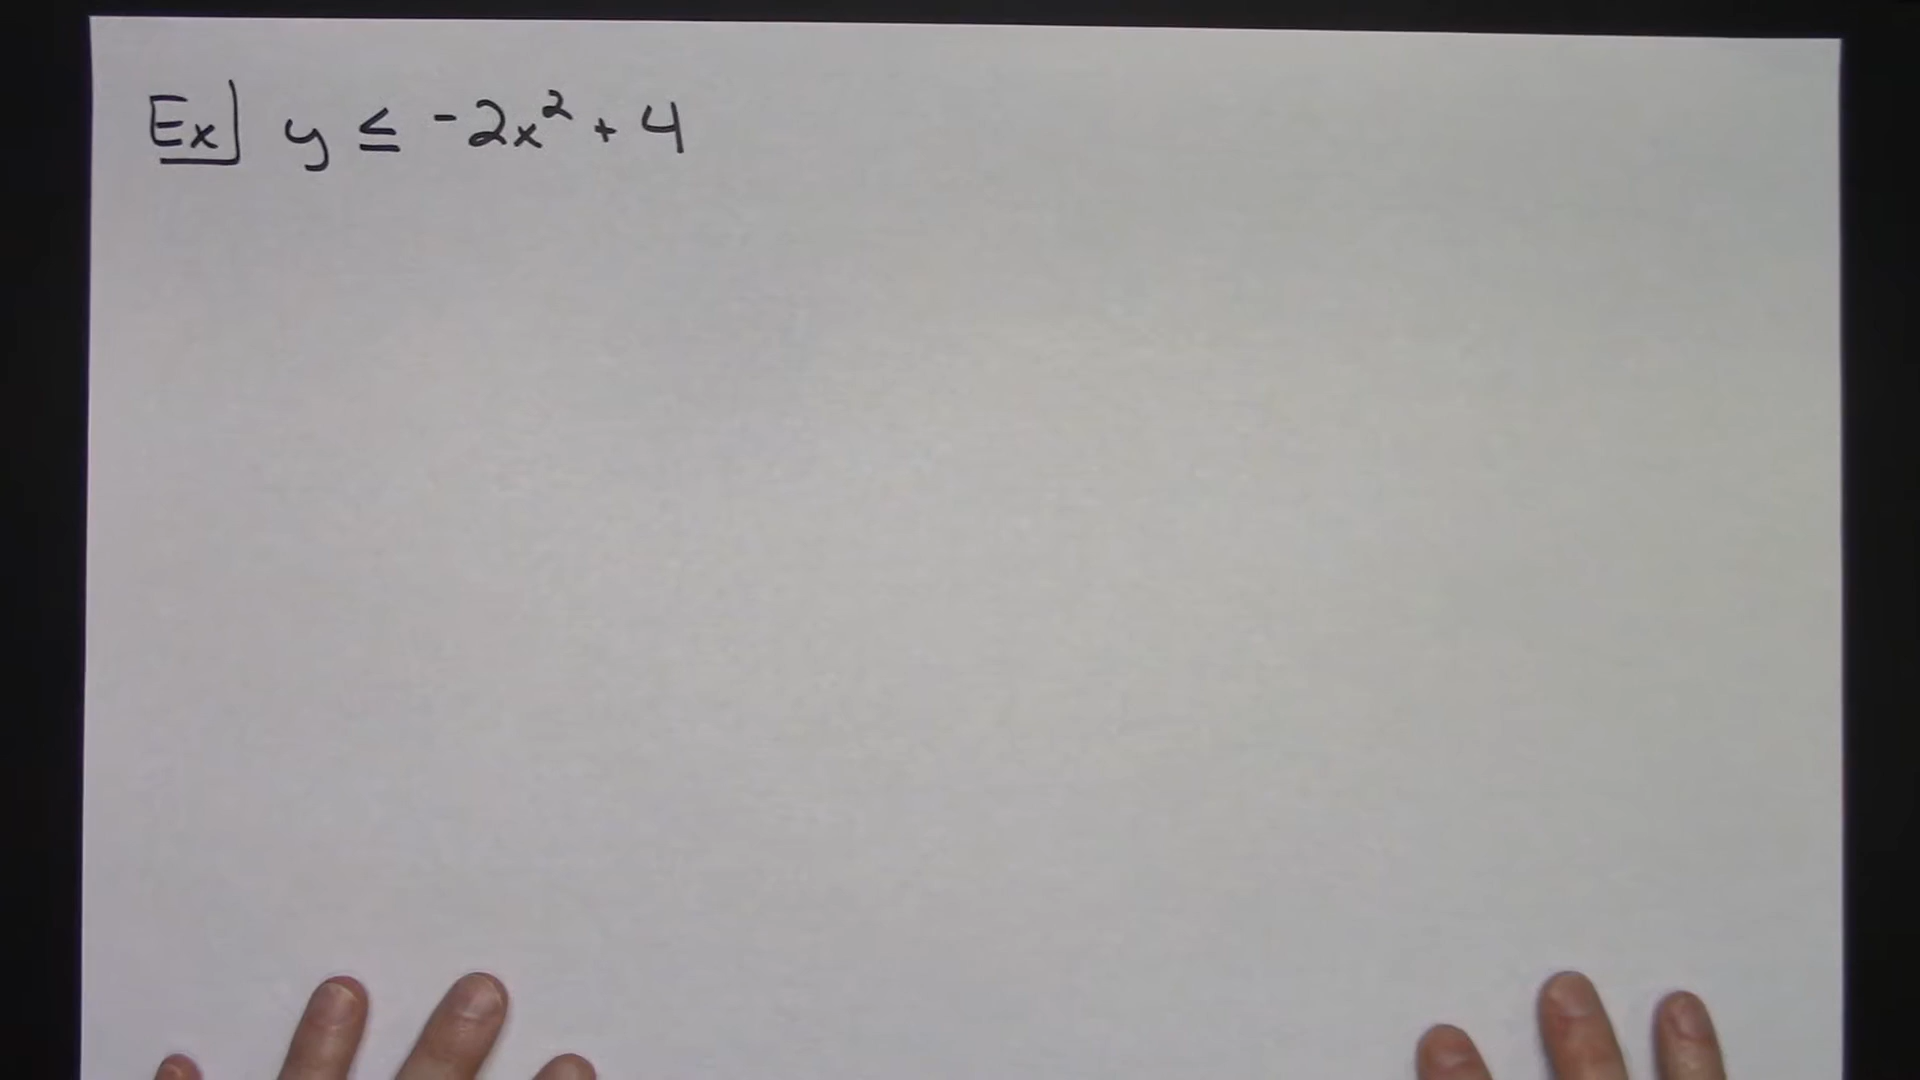 Ex] y ≤ -2x² + 4